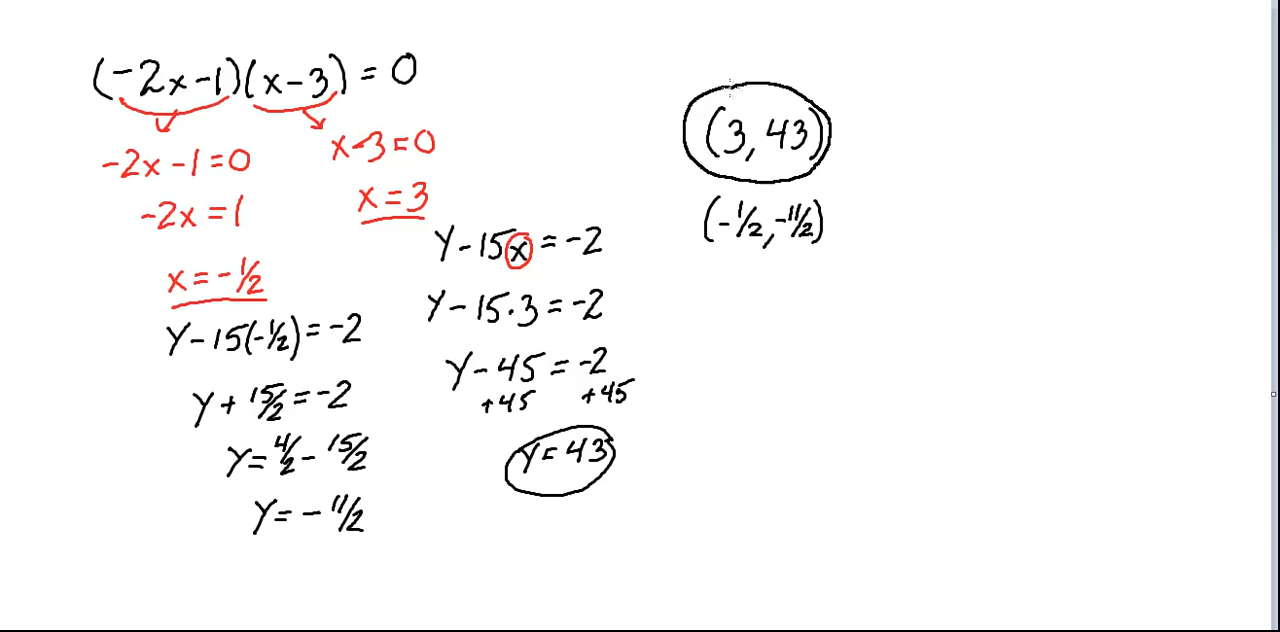 (-2x-1)(x-3) = 0
-2x-1=0
-2x=1
x=-1/2
x-3=0
x=3
y-15(-1/2)=-2
y+15/2=-2
y=4/2-15/2
y=-11/2
y-15x=-2
y-15·3=-2
y-45=-2
+45 +45
y=43
(3,43)
(-1/2,-11/2)